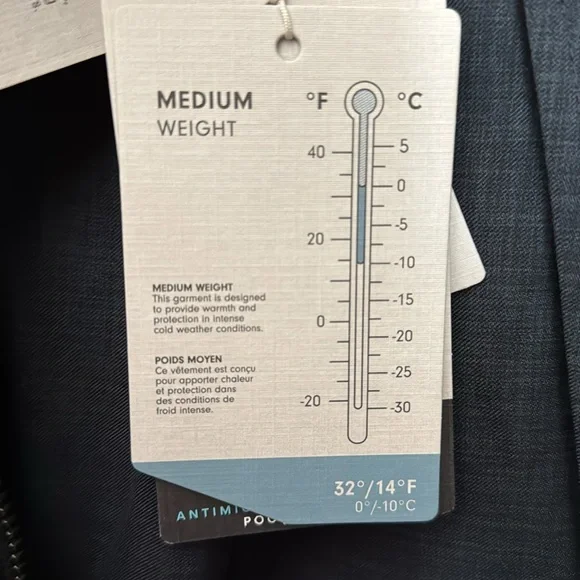 MEDIUM
WEIGHT
°F °C
40 5
0
-5
20 -10
-15
0 -20
-25
-20 -30
MEDIUM WEIGHT
This garment is designed
to provide warmth and
protection in intense
cold weather conditions.
POIDS MOYEN
Ce vêtement est conçu
pour apporter chaleur
et protection dans
des conditions de
froid intense.
32°/14°F
0°/-10°C